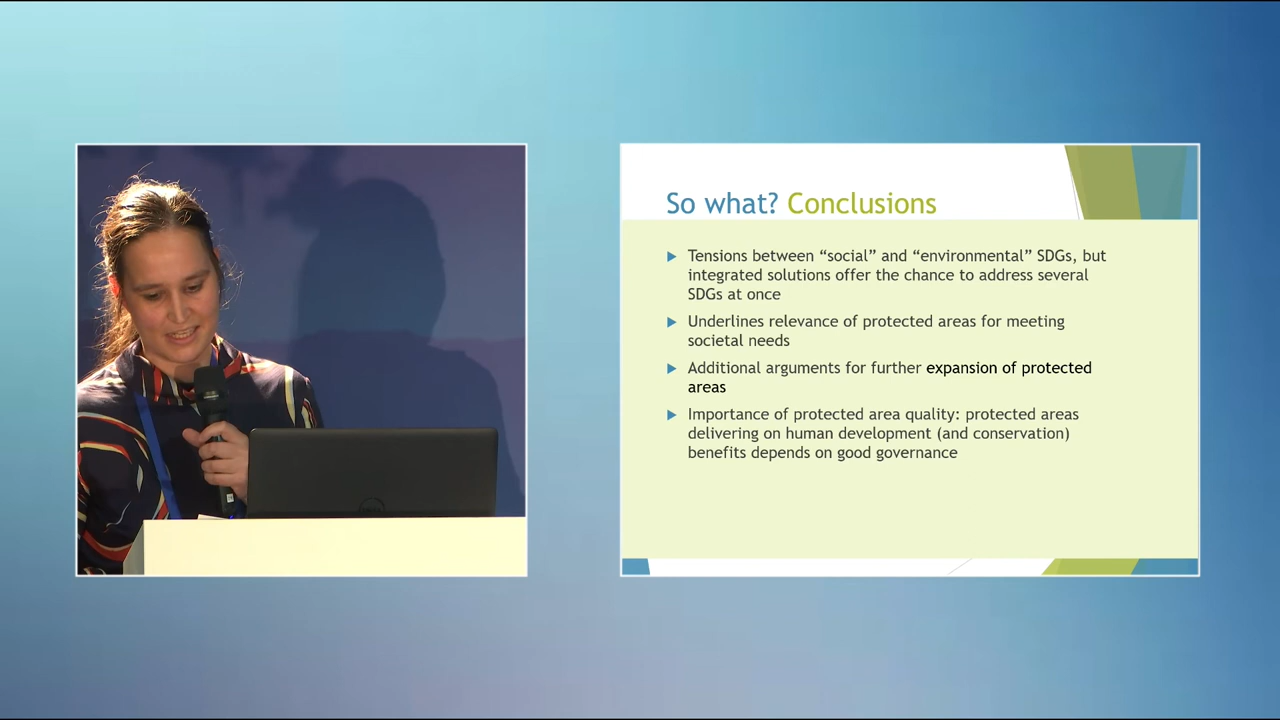 So what? Conclusions
Tensions between “social” and “environmental” SDGs, but
integrated solutions offer the chance to address several
SDGs at once
Underlines relevance of protected areas for meeting
societal needs
Additional arguments for further expansion of protected
areas
Importance of protected area quality: protected areas
delivering on human development (and conservation)
benefits depends on good governance